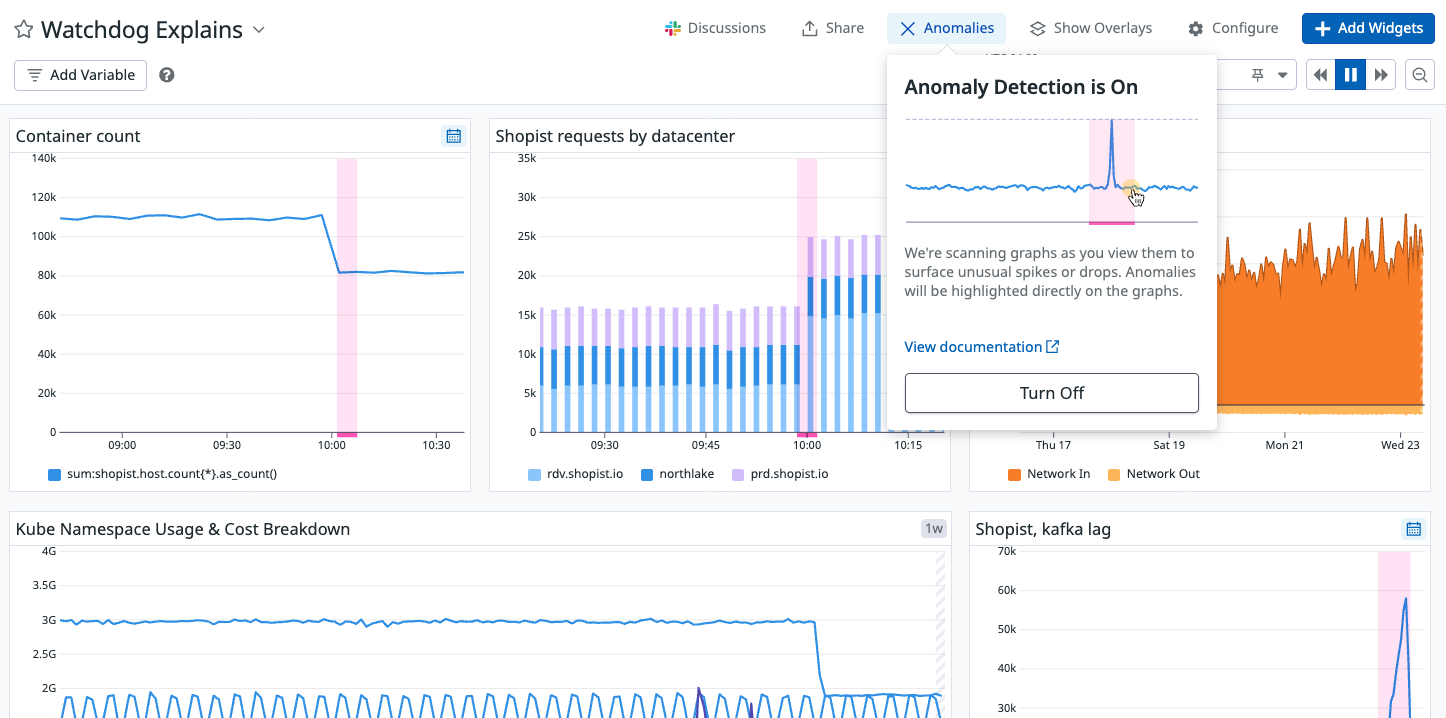 Watchdog Explains
Discussions
Share
Anomalies
Show Overlays
Configure
Add Widgets
Add Variable
Anomaly Detection is On
We're scanning graphs as you view them to
surface unusual spikes or drops. Anomalies
will be highlighted directly on the graphs.
View documentation
Turn Off
Container count
140k
120k
100k
80k
60k
40k
20k
0
09:00 09:30 10:00 10:30
sum:shopist.host.count{*}.as_count()
Shopist requests by datacenter
35k
30k
25k
20k
15k
10k
5k
0
09:30 09:45 10:00 10:15
rdv.shopist.io northlake prd.shopist.io
Thu 17 Sat 19 Mon 21 Wed 23
Network In Network Out
Kube Namespace Usage & Cost Breakdown
1w
4G
3.5G
3G
2.5G
2G
Shopist, kafka lag
70k
60k
50k
40k
30k